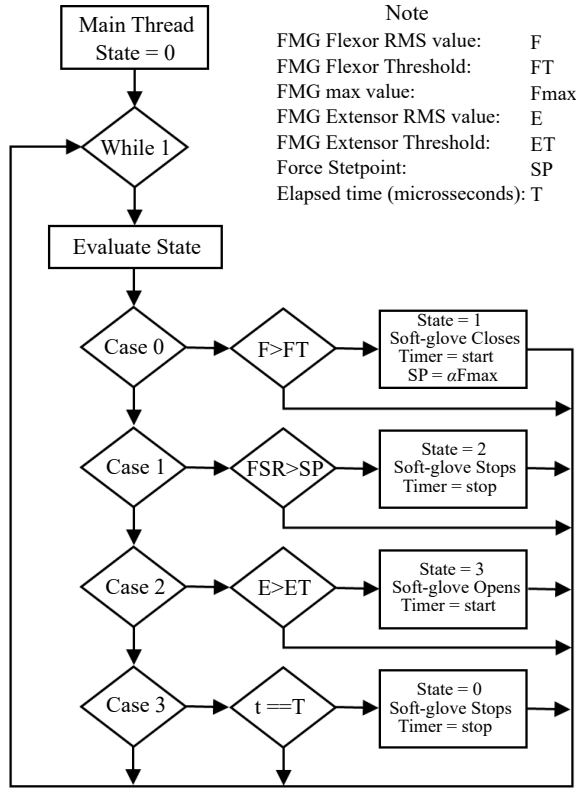 Main Thread
State = 0
Note
FMG Flexor RMS value: F
FMG Flexor Threshold: FT
FMG max value: Fmax
FMG Extensor RMS value: E
FMG Extensor Threshold: ET
Force Stetpoint: SP
Elapsed time (microsseconds): T
While 1
Evaluate State
Case 0
F>FT
State = 1
Soft-glove Closes
Timer = start
SP = αFmax
Case 1
FSR>SP
State = 2
Soft-glove Stops
Timer = stop
Case 2
E>ET
State = 3
Soft-glove Opens
Timer = start
Case 3
t ==T
State = 0
Soft-glove Stops
Timer = stop